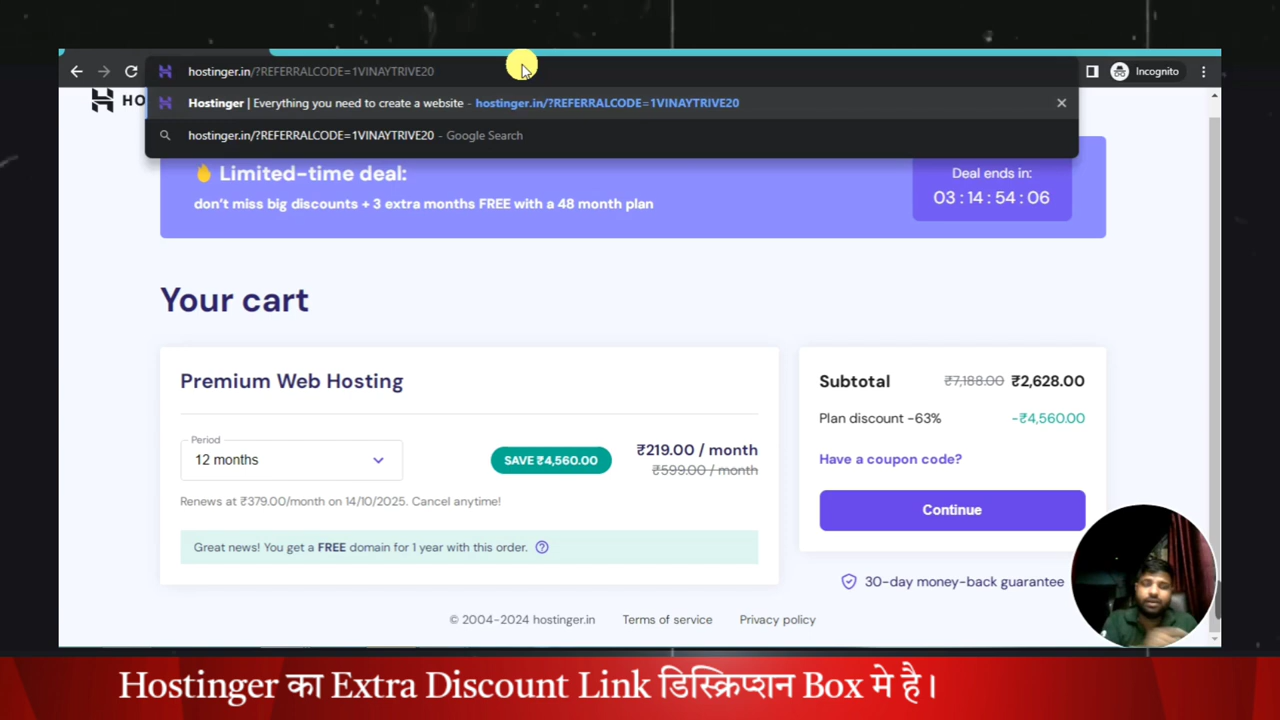 hostinger.in/?REFERRALCODE=1VINAYTRIVE20
Incognito
HO
Hostinger | Everything you need to create a website - hostinger.in/?REFERRALCODE=1VINAYTRIVE20
hostinger.in/?REFERRALCODE=1VINAYTRIVE20 - Google Search
Limited-time deal:
don't miss big discounts + 3 extra months FREE with a 48 month plan
Deal ends in:
03 : 14 : 54 : 06
Your cart
Premium Web Hosting
Period
12 months
SAVE ₹4,560.00
₹219.00 / month
₹599.00 / month
Renews at ₹379.00/month on 14/10/2025. Cancel anytime!
Great news! You get a FREE domain for 1 year with this order.
Subtotal ₹7,188.00 ₹2,628.00
Plan discount -63% -₹4,560.00
Have a coupon code?
Continue
30-day money-back guarantee
© 2004-2024 hostinger.in Terms of service Privacy policy
Hostinger का Extra Discount Link डिस्क्रिप्शन Box मे है।